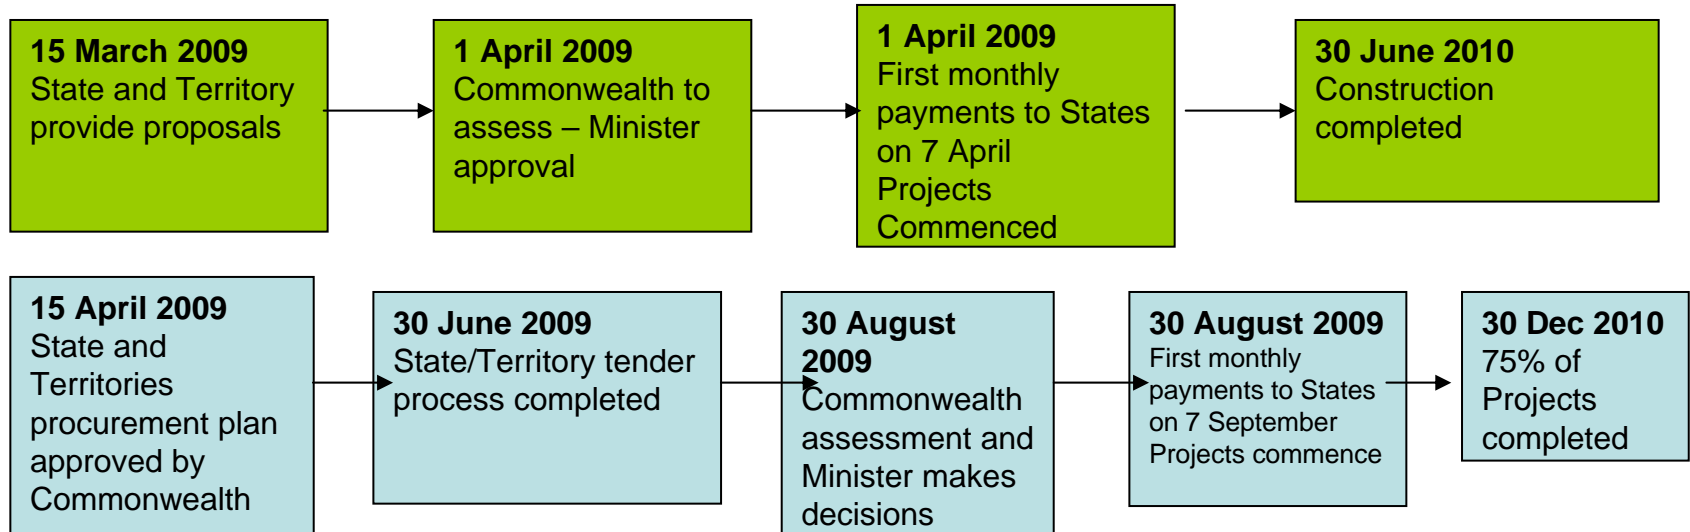 15 March 2009
State and Territory
provide proposals
1 April 2009
Commonwealth to
assess – Minister
approval
1 April 2009
First monthly
payments to States
on 7 April
Projects
Commenced
30 June 2010
Construction
completed
15 April 2009
State and
Territories
procurement plan
approved by
Commonwealth
30 June 2009
State/Territory tender
process completed
30 August
2009
Commonwealth
assessment and
Minister makes
decisions
30 August 2009
First monthly
payments to States
on 7 September
Projects commence
30 Dec 2010
75% of
Projects
completed